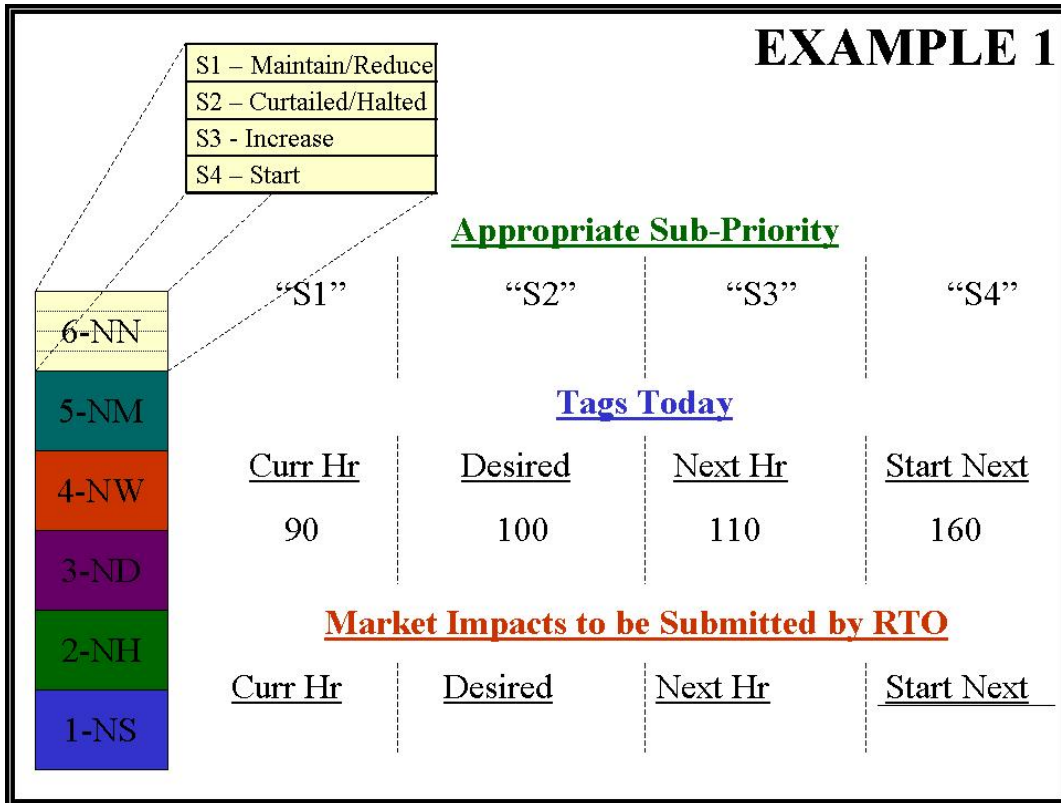 EXAMPLE 1
S1 – Maintain/Reduce
S2 – Curtailed/Halted
S3 - Increase
S4 – Start
Appropriate Sub-Priority
“S1” “S2” “S3” “S4”
6-NN
5-NM
4-NW
3-ND
2-NH
1-NS
Tags Today
Curr Hr Desired Next Hr Start Next
90 100 110 160
Market Impacts to be Submitted by RTO
Curr Hr Desired Next Hr Start Next